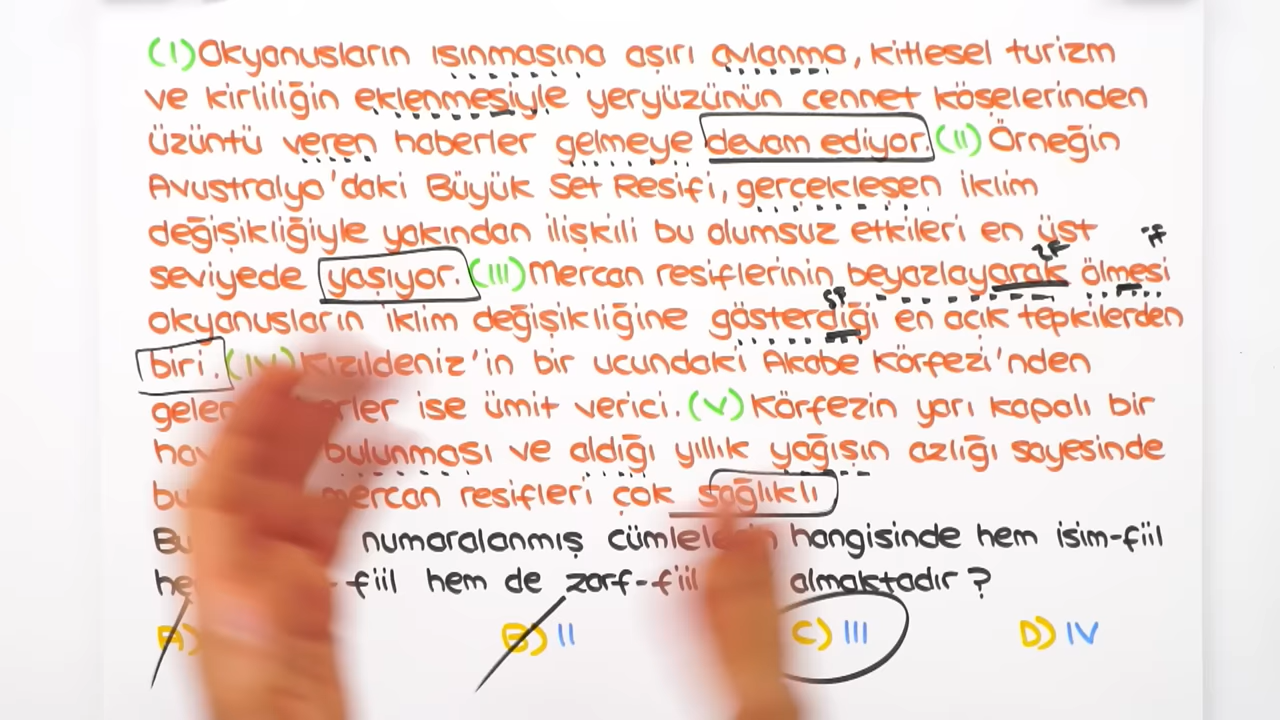 (I) Okyanusların ısınmasına aşırı avlanma, kitlesel turizm
ve kirliliğin eklenmesiyle yeryüzünün cennet köşelerinden
üzüntü veren haberler gelmeye devam ediyor. (II) Örneğin
Avustralya'daki Büyük Set Resifi, gerçekleşen iklim
değişikliğiyle yakından ilişkili bu olumsuz etkileri en üst
seviyede yaşıyor. (III) Mercan resiflerinin beyazlayarak ölmesi
okyanusların iklim değişikliğine gösterdiği en açık tepkilerden
biri. (IV) Kızıldeniz'in bir ucundaki Akabe Körfezi'nden
ise ümit verici. (V) Körfezin yarı kapalı bir
bulunması ve aldığı yıllık yağışın azlığı sayesinde
mercan resifleri çok sağlıklı
numaralanmış cümlelerin hangisinde hem isim-fiil
-fiil hem de zarf-fiil almaktadır?
A) B) II C) III D) IV